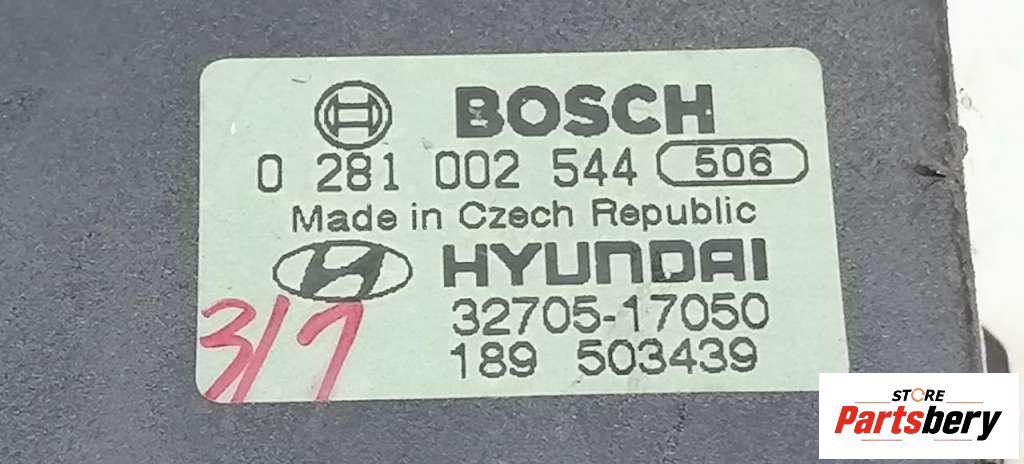 BOSCH
0 281 002 544 506
Made in Czech Republic
HYUNDAI
32705-17050
189 503439
3/7
STORE
Partsbery